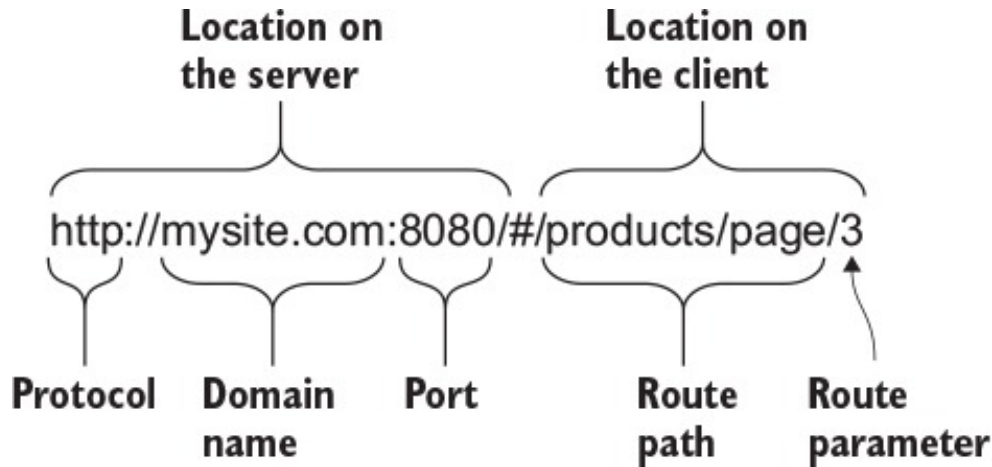 Location on
the server
Location on
the client
http://mysite.com:8080/#/products/page/3
Protocol
Domain
name
Port
Route
path
Route
parameter